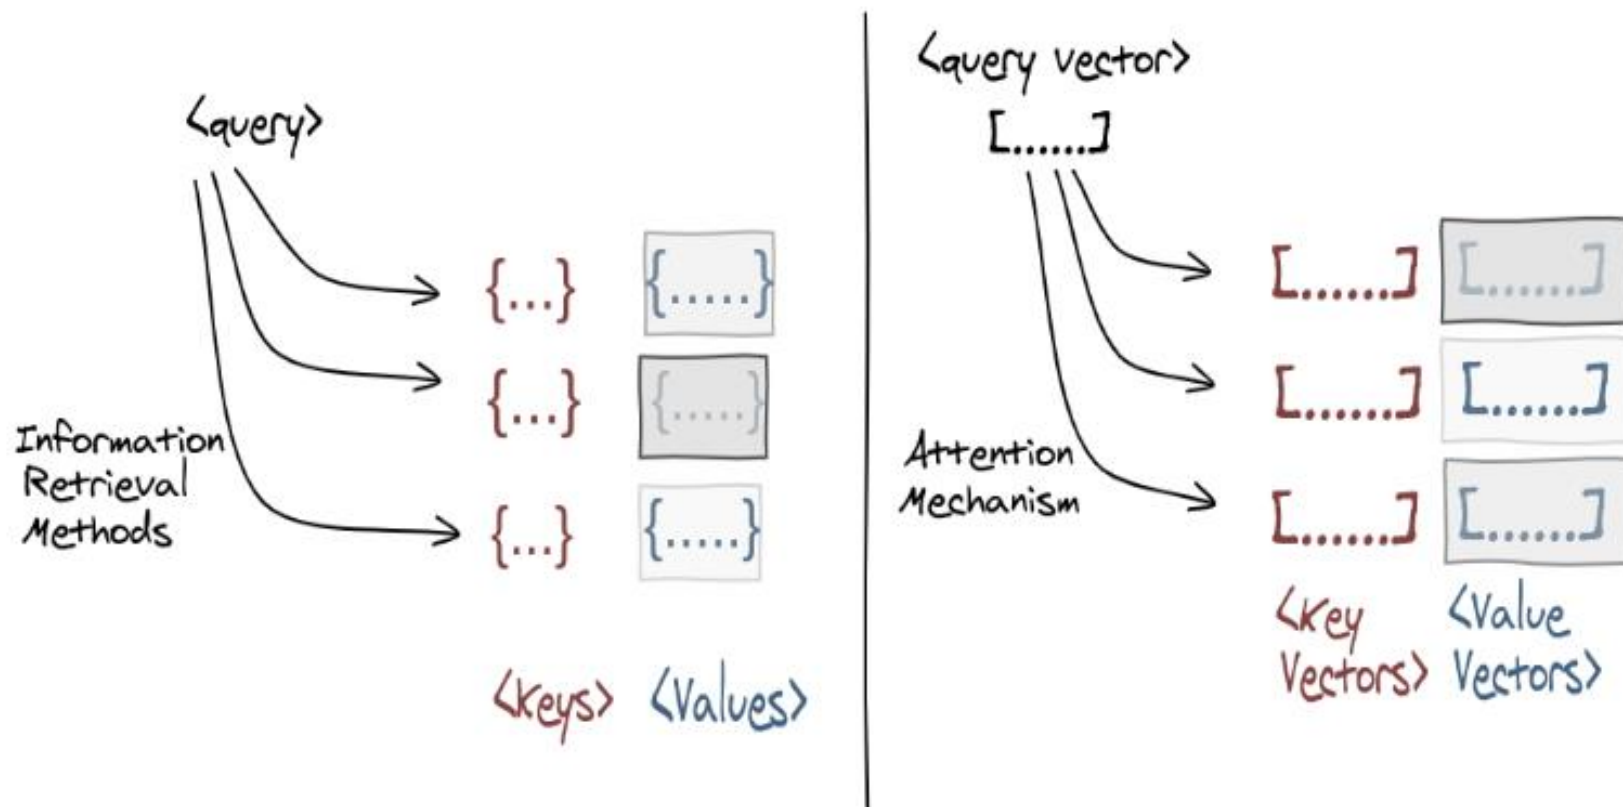 <query>
{...} {.....}
{...} {.....}
Information
Retrieval
Methods
{...} {.....}
<Keys> <Values>
<query vector>
[......]
[......] [......]
[......] [......]
Attention
Mechanism
[......] [......]
<Key
Vectors>
<Value
Vectors>